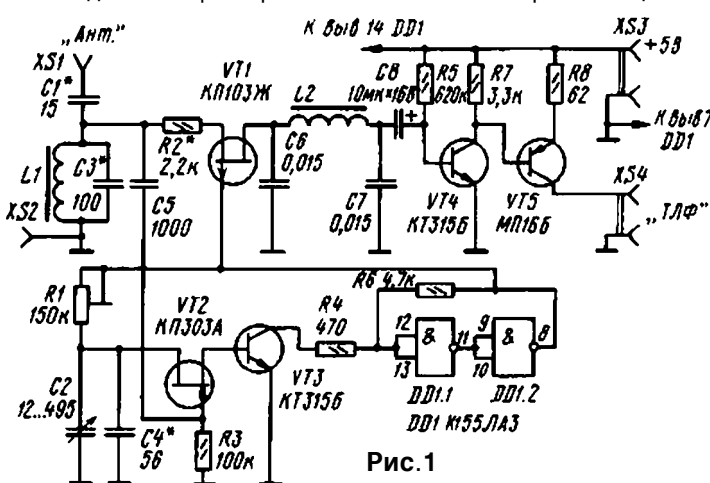 „Ант.”
XS1
C1*
15
L1
C3*
100
XS2
R2*
2,2к
C5
1000
VT1
КП103Ж
L2
C6
0,015
C7
0,015
К выв 14 DD1
C8
10мк×16В
R5
620к
R7
3,3к
R8
62
XS3
+5В
К выв7
DD1
VT4
КТ315б
VT5
МП16б
XS4
„ТЛФ”
R1
150к
C2
12...495
C4*
56
VT2
КП303А
R3
100к
VT3
КТ315б
R4
470
R6 4,7к
12
13
&
11
9
10
&
8
DD1.1
DD1.2
DD1 К155ЛА3
Рис.1